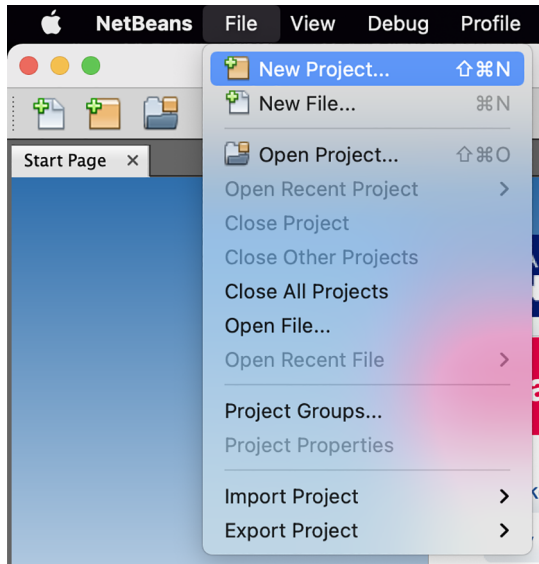 NetBeans File View Debug Profile
New Project... ⇧⌘N
New File... ⌘N
Start Page ×
Open Project... ⇧⌘O
Open Recent Project >
Close Project
Close Other Projects
Close All Projects
Open File...
Open Recent File >
Project Groups...
Project Properties
Import Project >
Export Project >